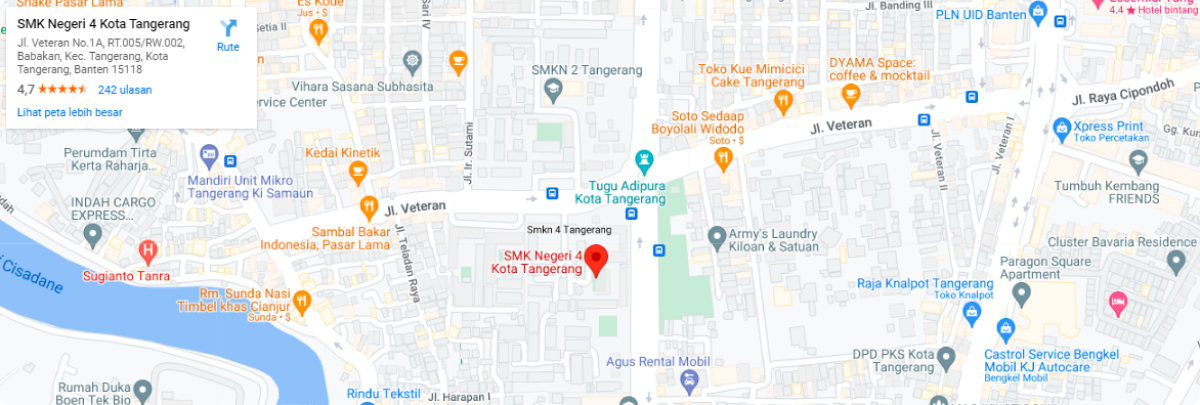 SMK Negeri 4 Kota Tangerang
Jl. Veteran No.1A, RT.005/RW.002,
Babakan, Kec. Tangerang, Kota
Tangerang, Banten 15118
4,7
242 ulasan
Lihat peta lebih besar
Rute
Snake Pasar Lama
Es Kode
Jus • $
Sari IV
Jl. Banding III
PLN UID Banten
4.4
Hotel bintang
SMKN 2 Tangerang
Vihara Sasana Subhasita
Service Center
Toko Kue Mimicici
Cake Tangerang
DYAMA Space:
coffee & mocktail
Jl. Raya Cipondoh
Soto Sedaap
Boyolali Widodo
Soto • $
Jl. Veteran
Jl. Veteran I
Jl. Veteran II
Xpress Print
Toko Percetakan
Gg. Kun
Perumdam Tirta
Kerta Raharja...
Kedai Kinetik
Jl. Ir. Sutami
Mandiri Unit Mikro
Tangerang Ki Samaun
Tugu Adipura
Kota Tangerang
Tumbuh Kembang
FRIENDS
INDAH CARGO
EXPRESS...
Jl. Veteran
Sambal Bakar
Indonesia, Pasar Lama
Jl. Teladan Raya
Smkn 4 Tangerang
SMK Negeri 4
Kota Tangerang
Army's Laundry
Kiloan & Satuan
Cluster Bavaria Residence
Paragon Square
Apartment
Cisadane
Sugianto Tanra
Rm. Sunda Nasi
Timbel khas Cianjur
Sunda • $
Raja Knalpot Tangerang
Toko Knalpot
Agus Rental Mobil
DPD PKS Kota
Tangerang
Castrol Service Bengkel
Mobil KJ Autocare
Bengkel Mobil
Rumah Duka
Boen Tek Bio
Rindu Tekstil
Jl. Harapan I